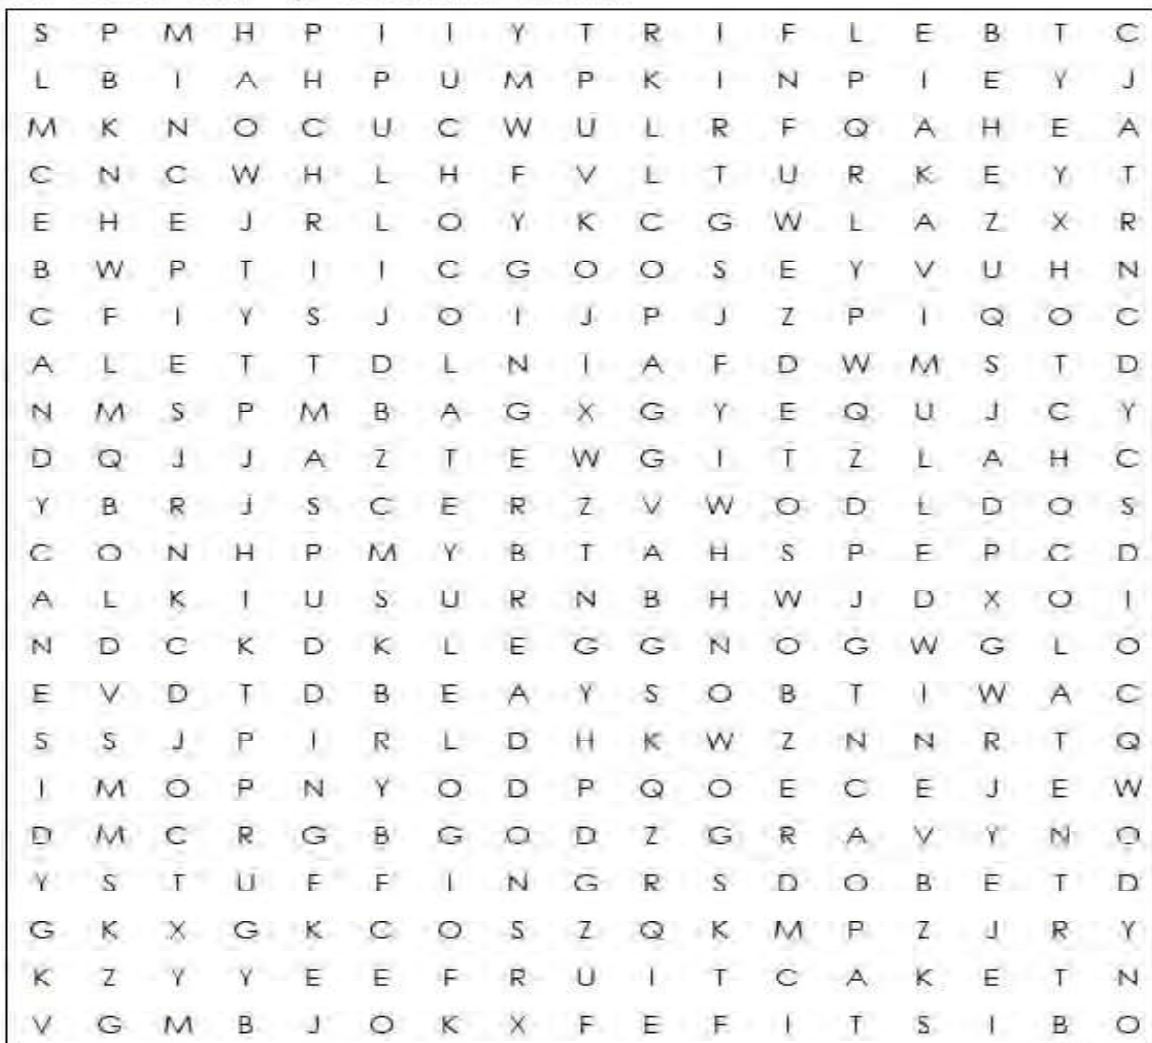 S P M H P I I Y T R I F L E B T C
L B I A H P U M P K I N P I E Y J
M K N O C U C W U L R F Q A H E A
C N C W H L H F V L T U R K E Y T
E H E J R L O Y K C G W L A Z X R
B W P T I I C G O O S E Y V U H N
C F I Y S J O I J P J Z P I Q O C
A L E T T D L N I A F D W M S T D
N M S P M B A G X G Y E Q U J C Y
D Q J J A Z T E W G I T Z L A H C
Y B R J S C E R Z V W O D L D O S
C O N H P M Y B T A H S P E P C D
A L K I U S U R N B H W J D X O I
N D C K D K L E G G N O G W G L O
E V D T D B E A Y S O B T I W A C
S S J P I R L D H K W Z N N R T Q
I M O P N Y O D P Q O E C E J E W
D M C R G B G O D Z G R A V Y N O
Y S T U F F I N G R S D O B E T D
G K X G K C O S Z Q K M P Z J R Y
K Z Y Y E E F R U I T C A K E T N
V G M B J O K X F E F I T S I B O